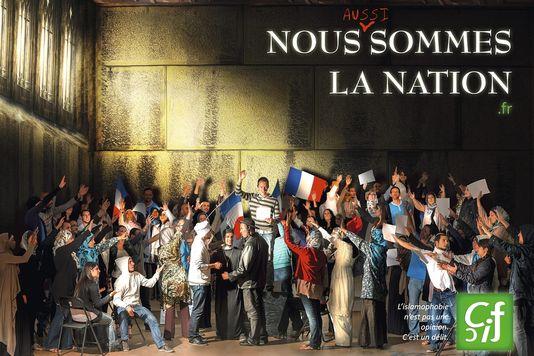 AUSSI
NOUS SOMMES
LA NATION
.fr
L'islamophobie
n'est pas une
opinion.
C'est un délit.
CCif